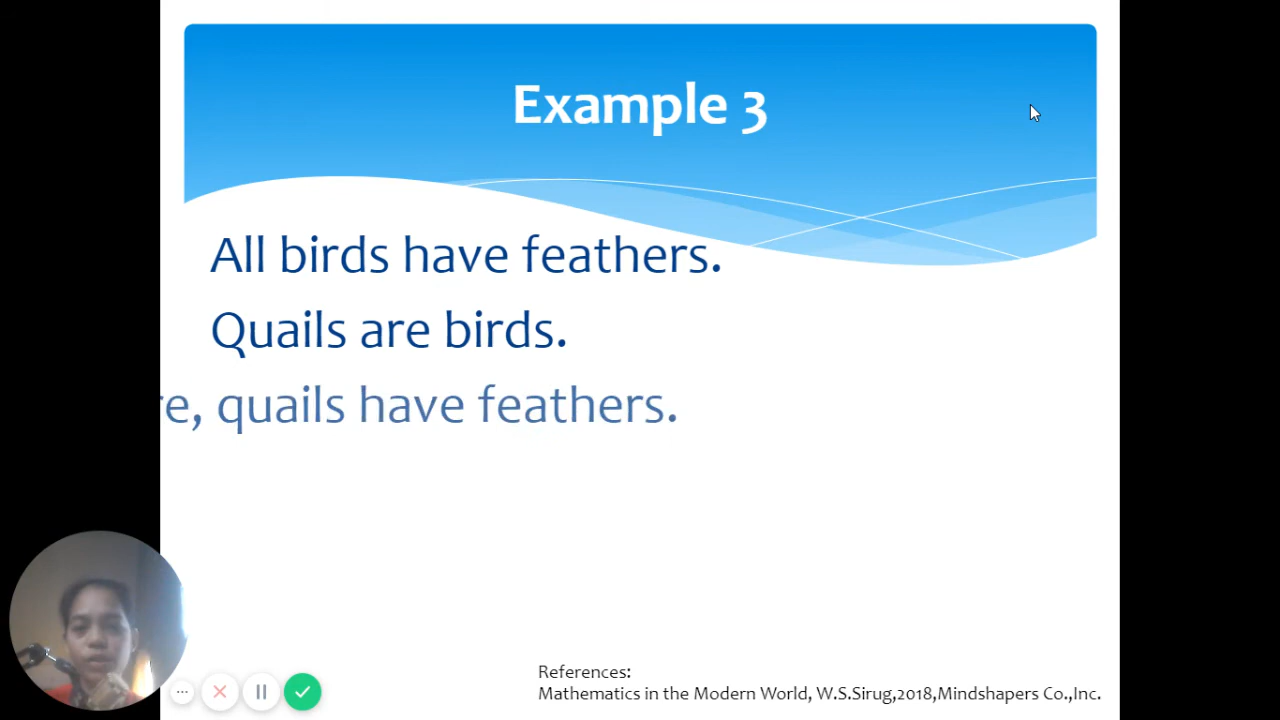 Example 3
All birds have feathers.
Quails are birds.
re, quails have feathers.
References:
Mathematics in the Modern World, W.S.Sirug,2018,Mindshapers Co.,Inc.